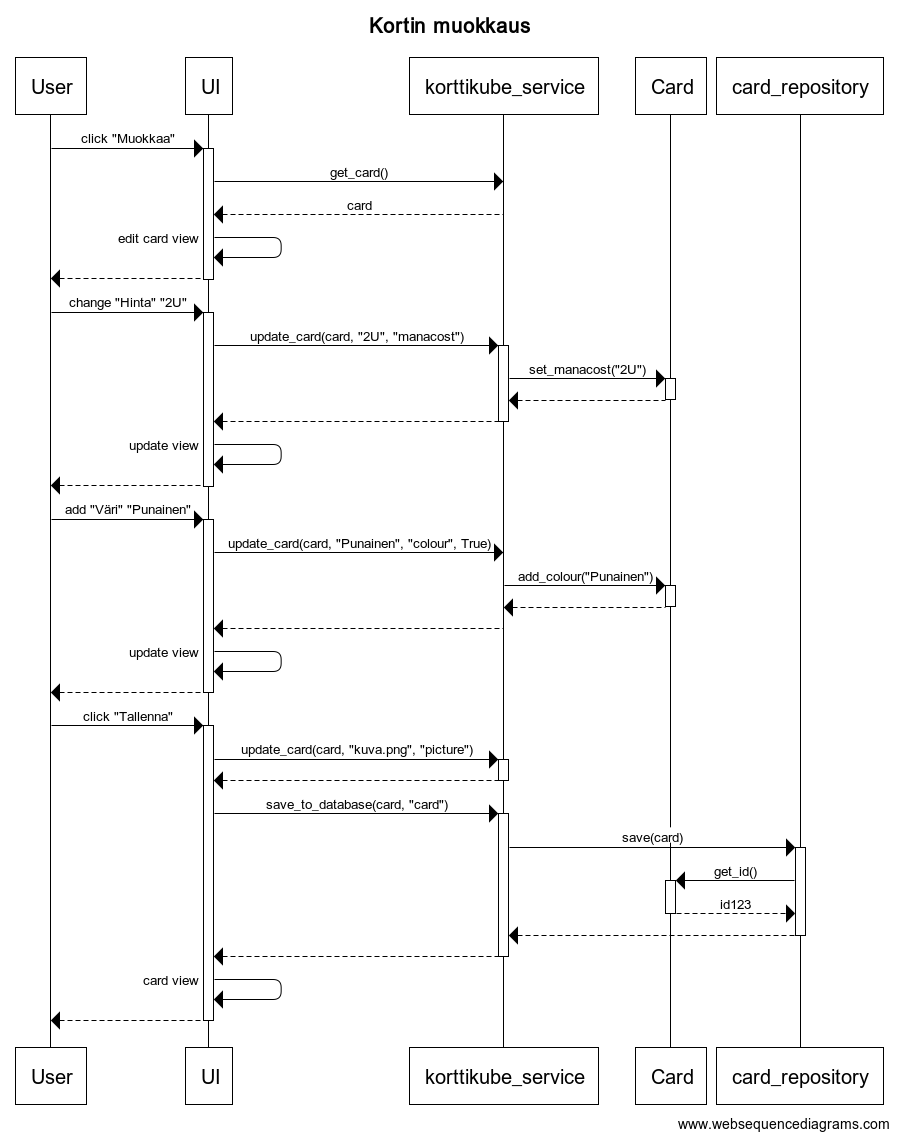 Kortin muokkaus
User
UI
korttikube_service
Card
card_repository
click "Muokkaa"
get_card()
card
edit card view
change "Hinta" "2U"
update_card(card, "2U", "manacost")
set_manacost("2U")
update view
add "Väri" "Punainen"
update_card(card, "Punainen", "colour", True)
add_colour("Punainen")
update view
click "Tallenna"
update_card(card, "kuva.png", "picture")
save_to_database(card, "card")
save(card)
get_id()
id123
card view
User
UI
korttikube_service
Card
card_repository
www.websequencediagrams.com